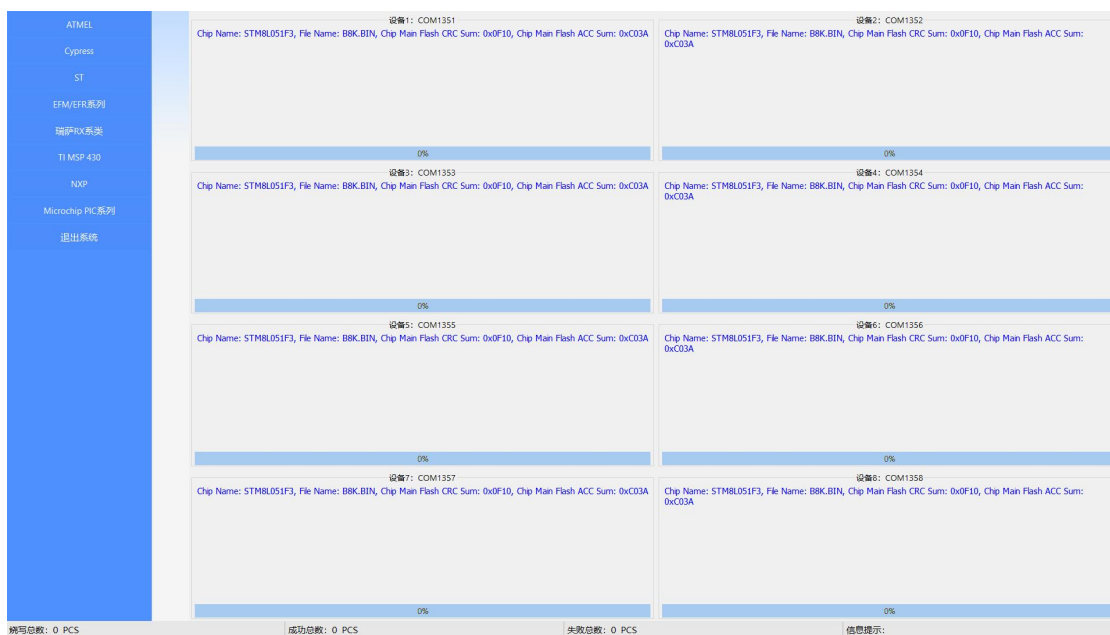 ATMEL
Cypress
ST
EFM/EFR系列
瑞萨RX系类
TI MSP 430
NXP
Microchip PIC系列
退出系统
设备1: COM1351
Chip Name: STM8L051F3, File Name: B8K.BIN, Chip Main Flash CRC Sum: 0x0F10, Chip Main Flash ACC Sum: 0xC03A
0%
设备2: COM1352
Chip Name: STM8L051F3, File Name: B8K.BIN, Chip Main Flash CRC Sum: 0x0F10, Chip Main Flash ACC Sum:
0xC03A
0%
设备3: COM1353
Chip Name: STM8L051F3, File Name: B8K.BIN, Chip Main Flash CRC Sum: 0x0F10, Chip Main Flash ACC Sum: 0xC03A
0%
设备4: COM1354
Chip Name: STM8L051F3, File Name: B8K.BIN, Chip Main Flash CRC Sum: 0x0F10, Chip Main Flash ACC Sum:
0xC03A
0%
设备5: COM1355
Chip Name: STM8L051F3, File Name: B8K.BIN, Chip Main Flash CRC Sum: 0x0F10, Chip Main Flash ACC Sum: 0xC03A
0%
设备6: COM1356
Chip Name: STM8L051F3, File Name: B8K.BIN, Chip Main Flash CRC Sum: 0x0F10, Chip Main Flash ACC Sum:
0xC03A
0%
设备7: COM1357
Chip Name: STM8L051F3, File Name: B8K.BIN, Chip Main Flash CRC Sum: 0x0F10, Chip Main Flash ACC Sum: 0xC03A
0%
设备8: COM1358
Chip Name: STM8L051F3, File Name: B8K.BIN, Chip Main Flash CRC Sum: 0x0F10, Chip Main Flash ACC Sum:
0xC03A
0%
烧写总数: 0 PCS
成功总数: 0 PCS
失败总数: 0 PCS
信息提示: